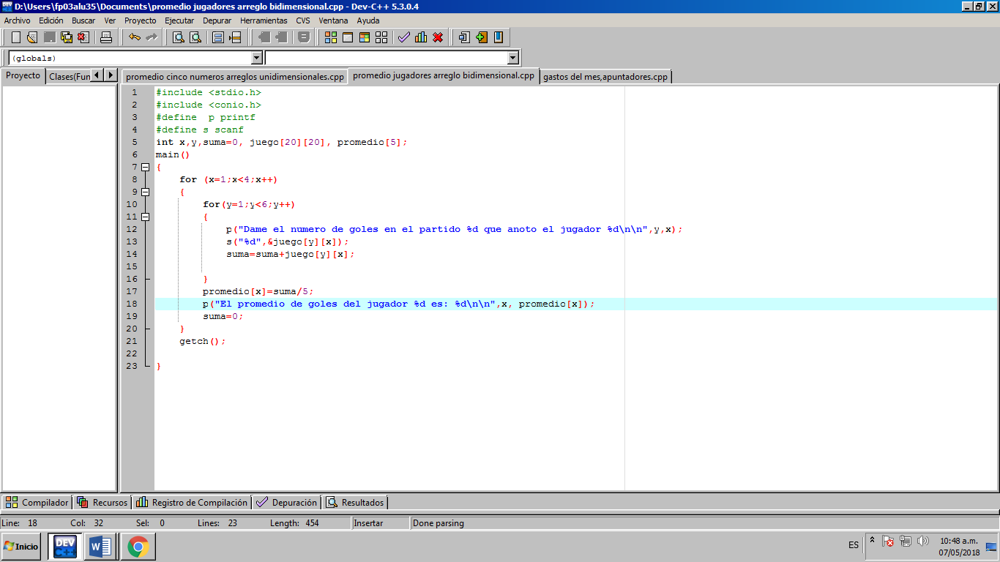 D:\Users\fp03alu35\Documents\promedio jugadores arreglo bidimensional.cpp - Dev-C++ 5.3.0.4
Archivo Edición Buscar Ver Proyecto Ejecutar Depurar Herramientas CVS Ventana Ayuda
(globals)
Proyecto Clases(Fun promedio cinco numeros arreglos unidimensionales.cpp promedio jugadores arreglo bidimensional.cpp gastos del mes,apuntadores.cpp
1 #include <stdio.h>
2 #include <conio.h>
3 #define  p printf
4 #define s scanf
5 int x,y,suma=0, juego[20][20], promedio[5];
6 main()
7 {
8     for (x=1;x<4;x++)
9     {
10         for(y=1;y<6;y++)
11         {
12             p("Dame el numero de goles en el partido %d que anoto el jugador %d\n\n",y,x);
13             s("%d",&juego[y][x]);
14             suma=suma+juego[y][x];
15
16         }
17         promedio[x]=suma/5;
18         p("El promedio de goles del jugador %d es: %d\n\n",x, promedio[x]);
19         suma=0;
20     }
21     getch();
22
23 }
Compilador Recursos Registro de Compilación Depuración Resultados
Line: 18 Col: 32 Sel: 0 Lines: 23 Length: 454 Insertar Done parsing
Inicio DEV C++ W ES 10:48 a.m.
07/05/2018